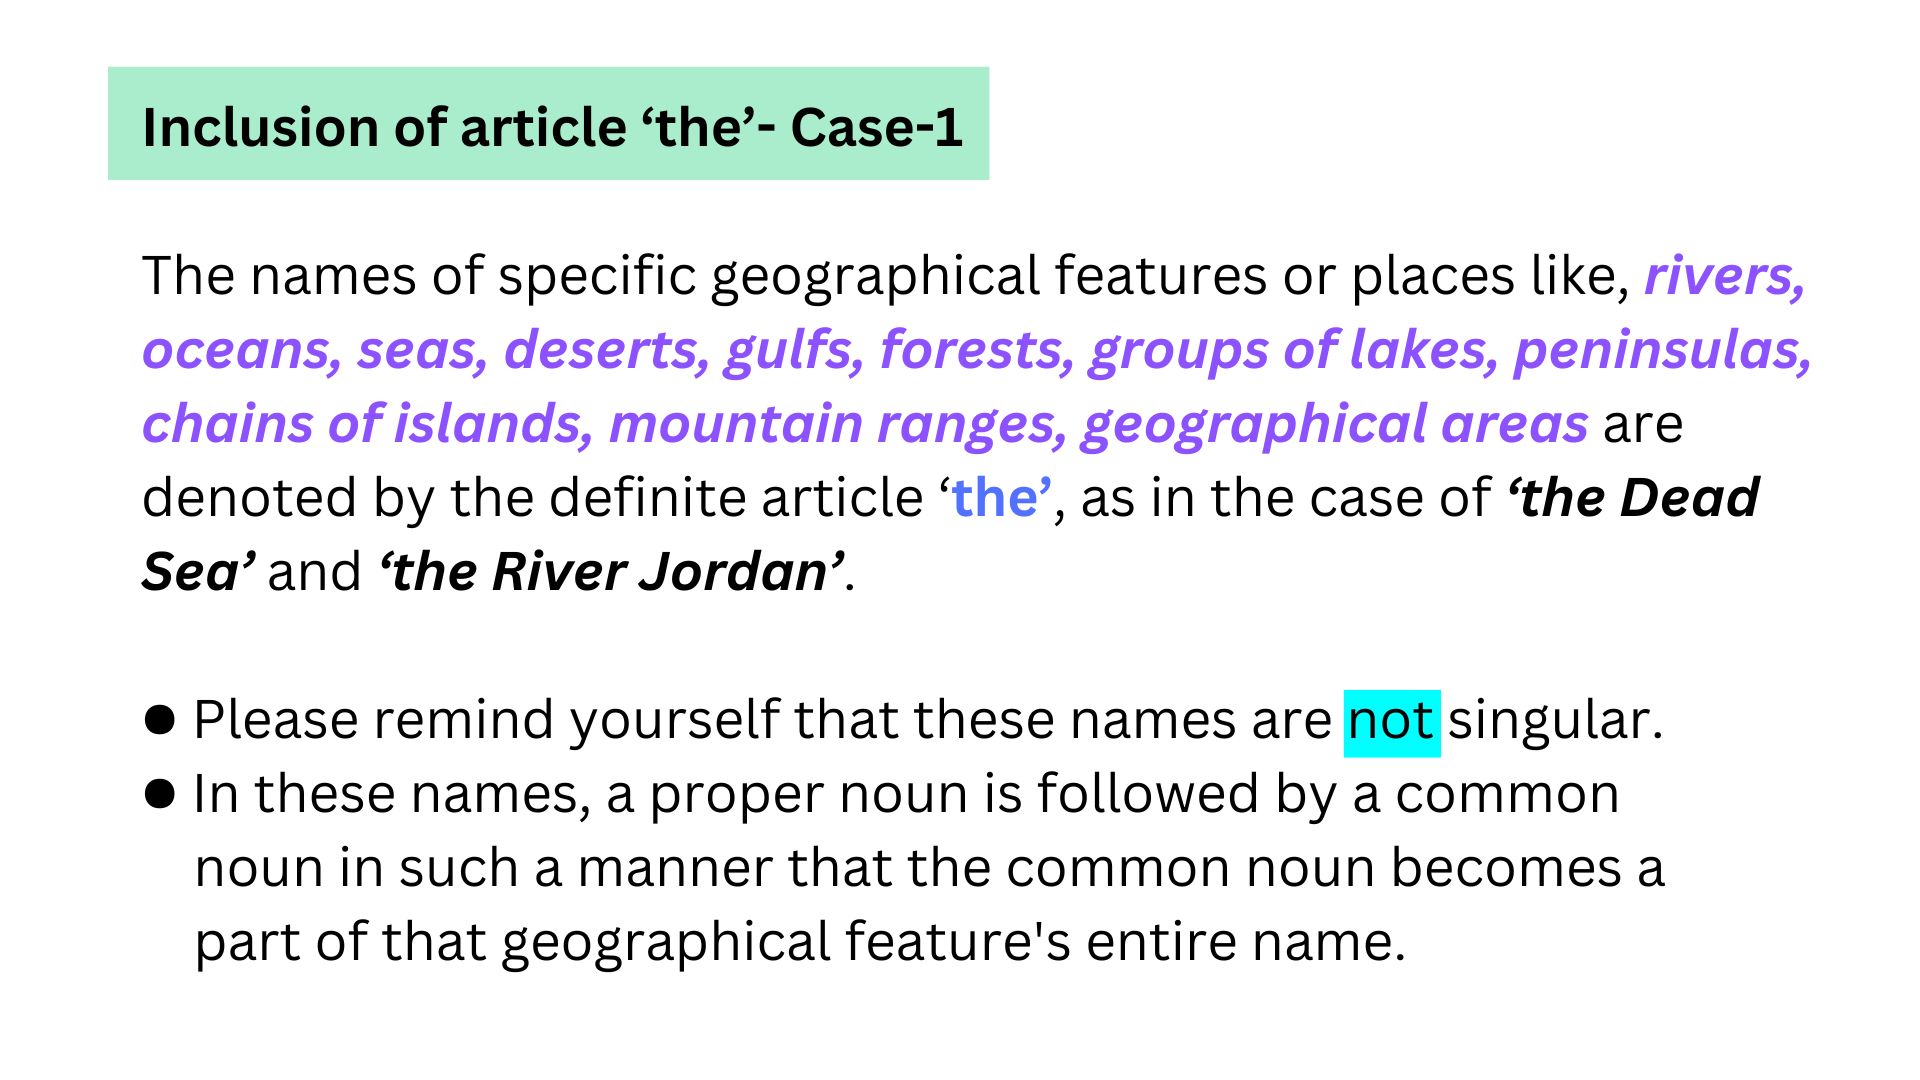 Inclusion of article ‘the’- Case-1
The names of specific geographical features or places like, rivers,
oceans, seas, deserts, gulfs, forests, groups of lakes, peninsulas,
chains of islands, mountain ranges, geographical areas are
denoted by the definite article ‘the’, as in the case of ‘the Dead
Sea’ and ‘the River Jordan’.
● Please remind yourself that these names are not singular.
● In these names, a proper noun is followed by a common
noun in such a manner that the common noun becomes a
part of that geographical feature's entire name.